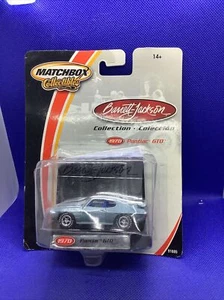 MATCHBOX
Collectibles
14+
Barrett-Jackson
Collection • Colección
1970 Pontiac GTO
1970 Pontiac GTO